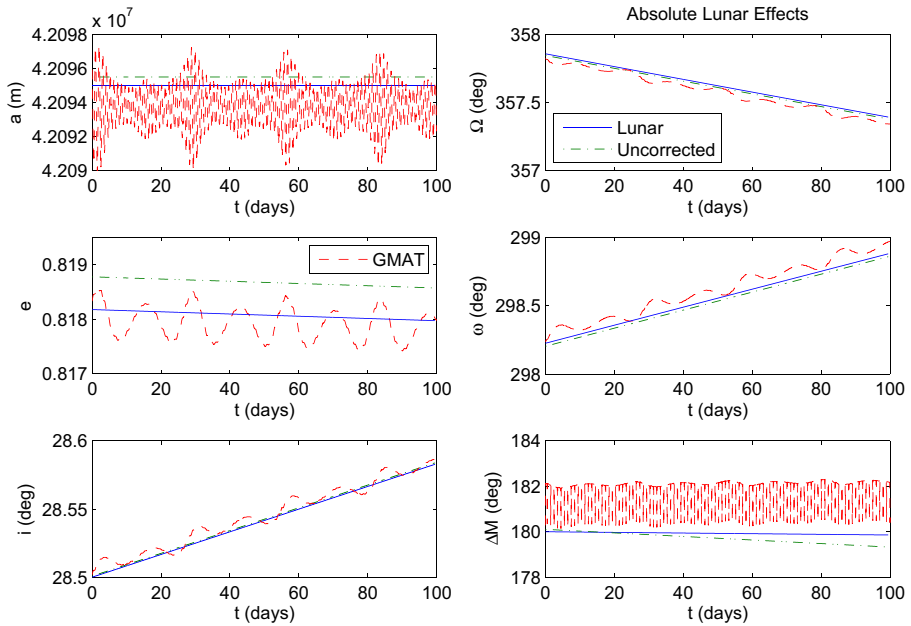 Absolute Lunar Effects
x 10^7
4.2098
4.2096
4.2094
4.2092
4.209
a (m)
0 20 40 60 80 100
t (days)
358
357.5
357
Ω (deg)
Lunar
Uncorrected
0 20 40 60 80 100
t (days)
0.819
0.818
0.817
e
GMAT
0 20 40 60 80 100
t (days)
299
298.5
298
ω (deg)
0 20 40 60 80 100
t (days)
28.6
28.55
28.5
i (deg)
0 20 40 60 80 100
t (days)
184
182
180
178
ΔM (deg)
0 20 40 60 80 100
t (days)